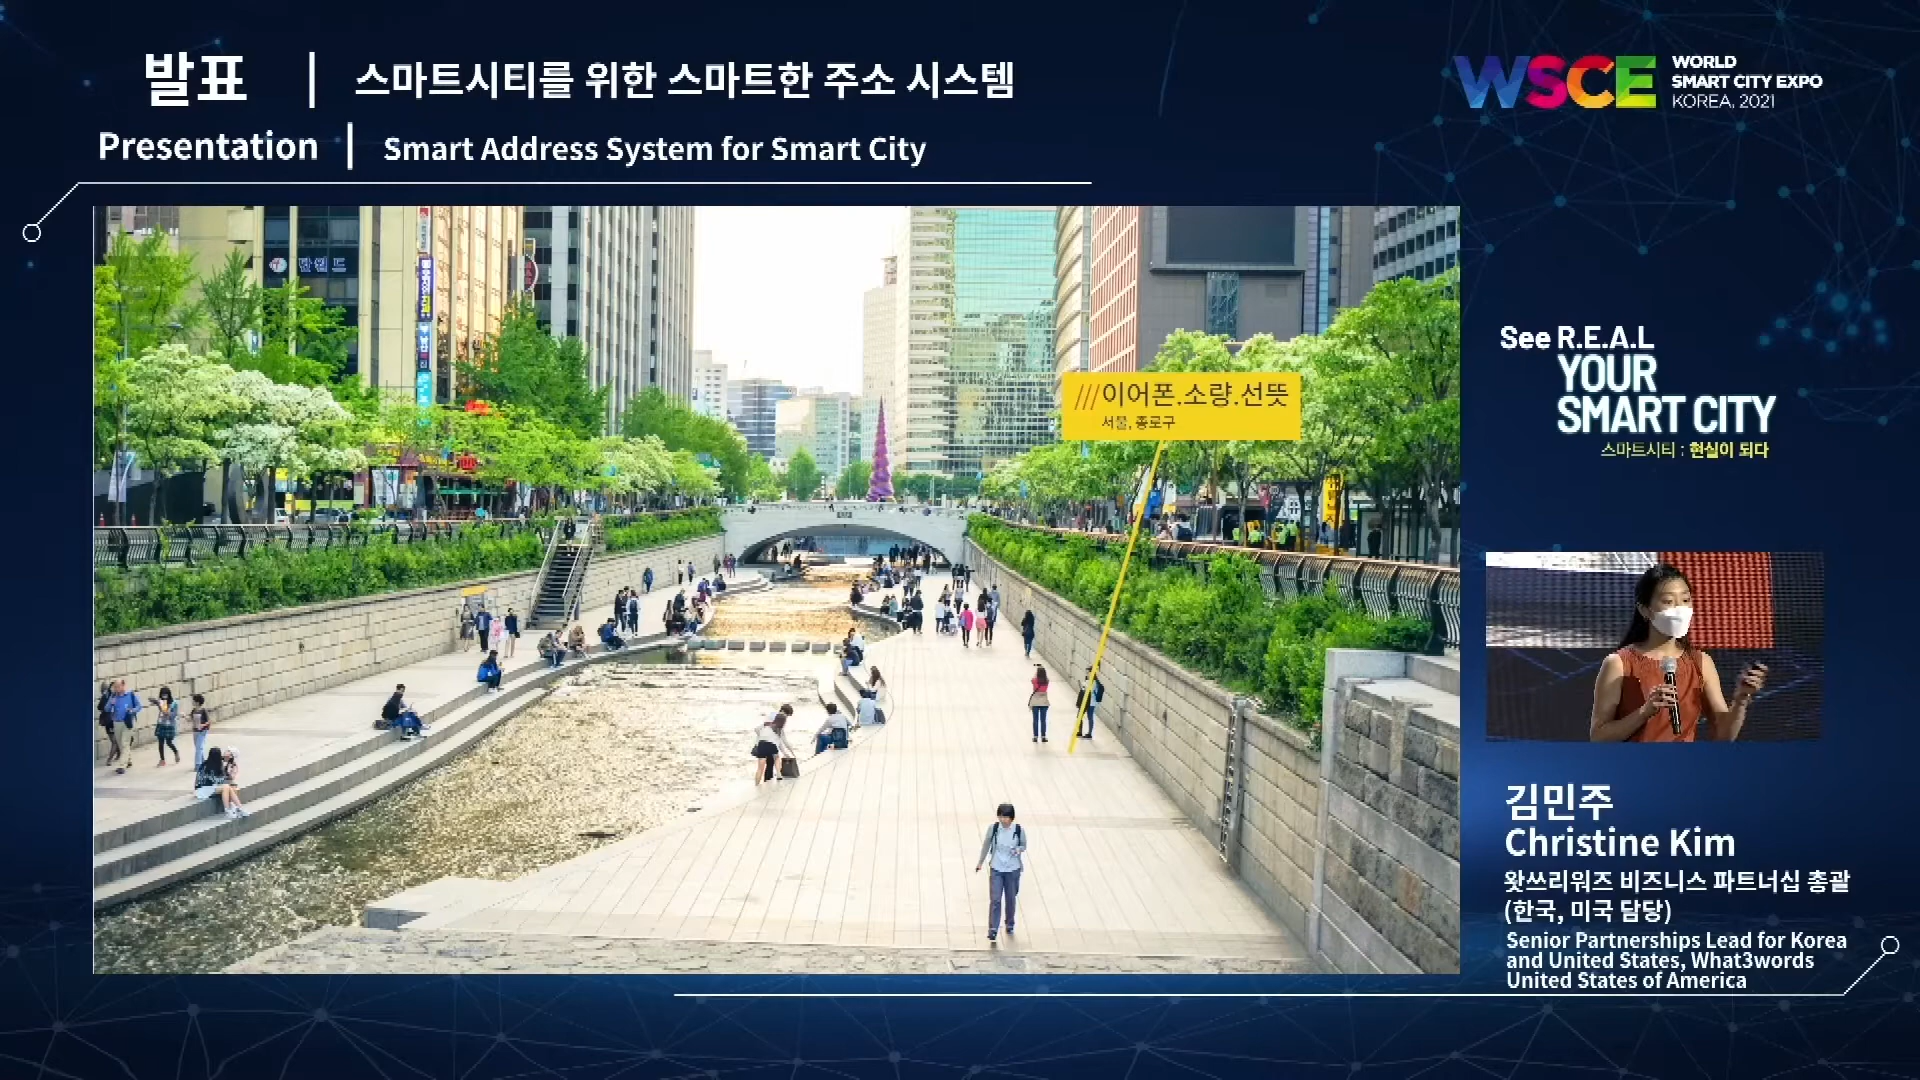 발표
스마트시티를 위한 스마트한 주소 시스템
Presentation
Smart Address System for Smart City
WSCE
WORLD
SMART CITY EXPO
KOREA, 2021
단월드
///이어폰.소량.선뜻
서울, 종로구
See R.E.A.L
YOUR
SMART CITY
스마트시티 : 현실이 되다
김민주
Christine Kim
왓쓰리워즈 비즈니스 파트너십 총괄
(한국, 미국 담당)
Senior Partnerships Lead for Korea
and United States, What3words
United States of America